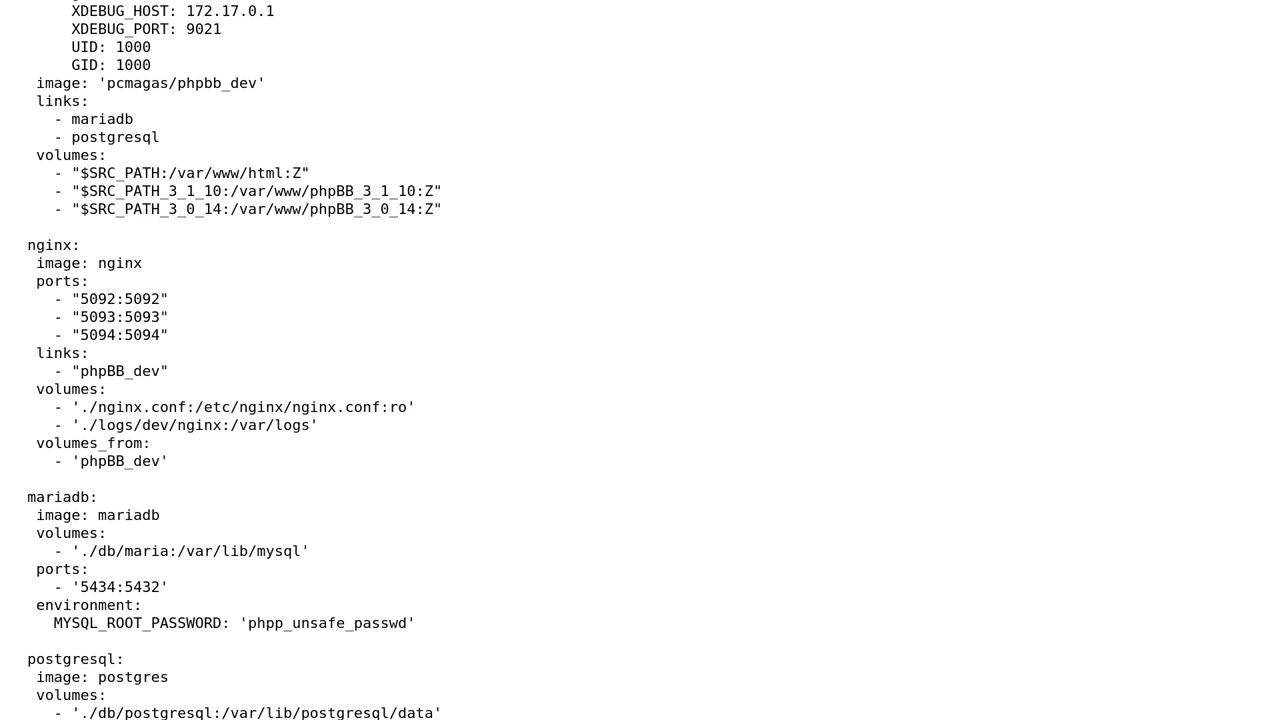 XDEBUG_HOST: 172.17.0.1
XDEBUG_PORT: 9021
UID: 1000
GID: 1000
image: 'pcmagas/phpbb_dev'
links:
- mariadb
- postgresql
volumes:
- "$SRC_PATH:/var/www/html:Z"
- "$SRC_PATH_3_1_10:/var/www/phpBB_3_1_10:Z"
- "$SRC_PATH_3_0_14:/var/www/phpBB_3_0_14:Z"
nginx:
image: nginx
ports:
- "5092:5092"
- "5093:5093"
- "5094:5094"
links:
- "phpBB_dev"
volumes:
- './nginx.conf:/etc/nginx/nginx.conf:ro'
- './logs/dev/nginx:/var/logs'
volumes_from:
- 'phpBB_dev'
mariadb:
image: mariadb
volumes:
- './db/maria:/var/lib/mysql'
ports:
- '5434:5432'
environment:
MYSQL_ROOT_PASSWORD: 'phpp_unsafe_passwd'
postgresql:
image: postgres
volumes:
- './db/postgresql:/var/lib/postgresql/data'